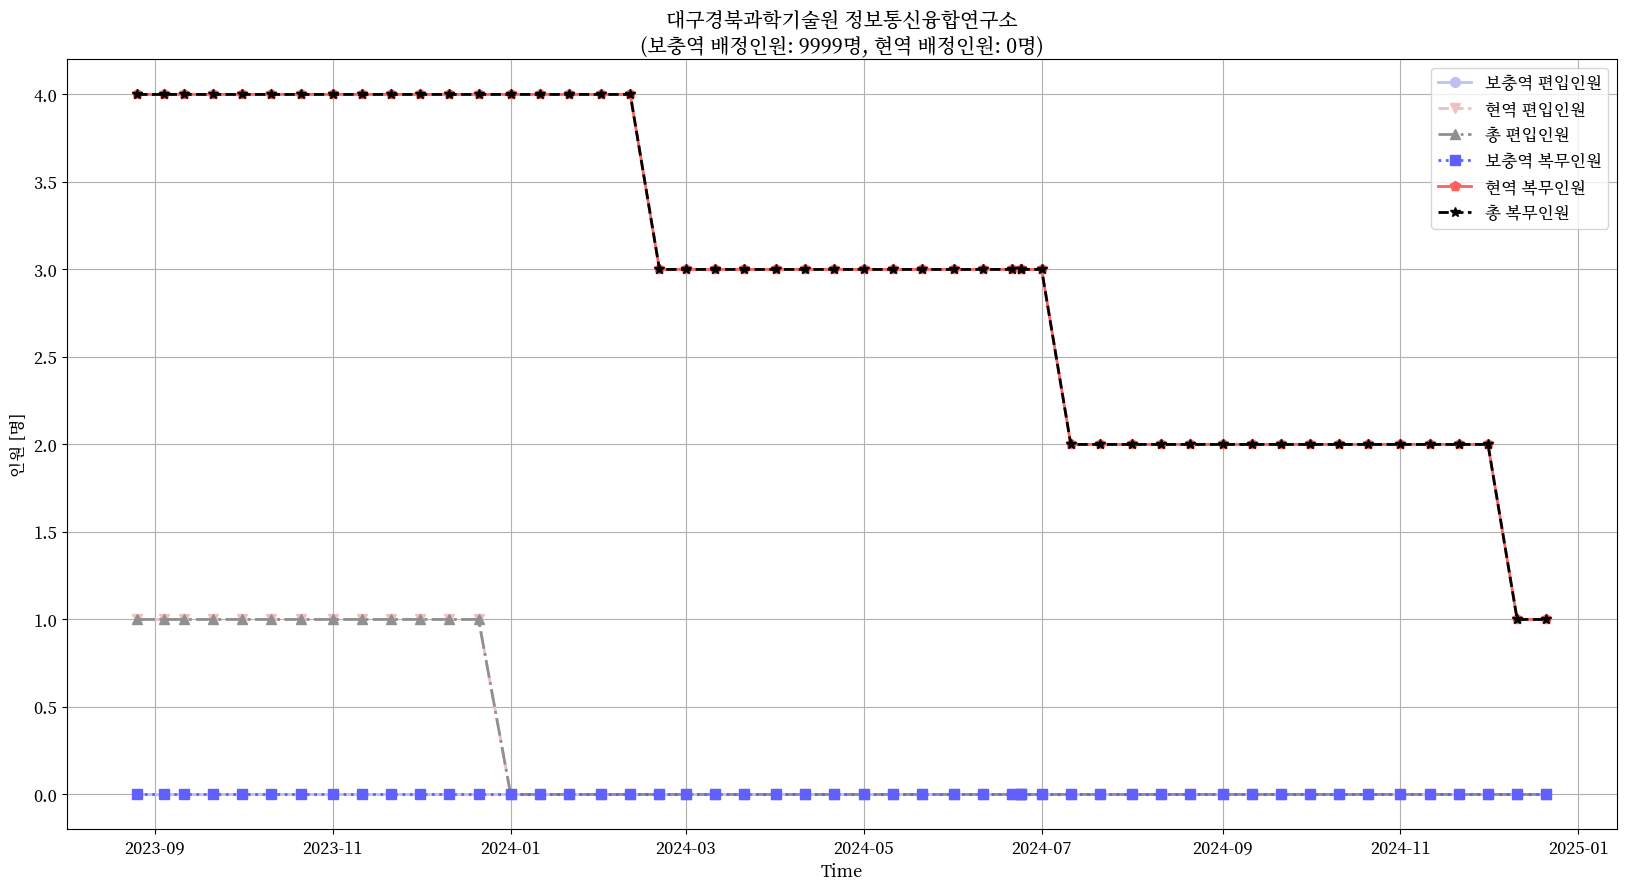 대구경북과학기술원 정보통신융합연구소
(보충역 배정인원: 9999명, 현역 배정인원: 0명)
보충역 편입인원
현역 편입인원
총 편입인원
보충역 복무인원
현역 복무인원
총 복무인원
인원 [명]
4.0
3.5
3.0
2.5
2.0
1.5
1.0
0.5
0.0
2023-09 2023-11 2024-01 2024-03 2024-05 2024-07 2024-09 2024-11 2025-01
Time